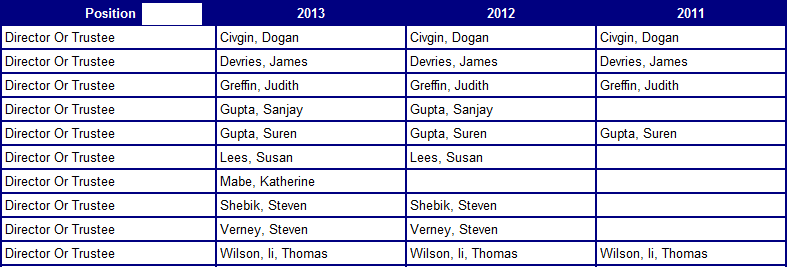 Position 2013 2012 2011
Director Or Trustee Civgin, Dogan Civgin, Dogan Civgin, Dogan
Director Or Trustee Devries, James Devries, James Devries, James
Director Or Trustee Greffin, Judith Greffin, Judith Greffin, Judith
Director Or Trustee Gupta, Sanjay Gupta, Sanjay
Director Or Trustee Gupta, Suren Gupta, Suren Gupta, Suren
Director Or Trustee Lees, Susan Lees, Susan
Director Or Trustee Mabe, Katherine
Director Or Trustee Shebik, Steven Shebik, Steven
Director Or Trustee Verney, Steven Verney, Steven
Director Or Trustee Wilson, Ii, Thomas Wilson, Ii, Thomas Wilson, Ii, Thomas